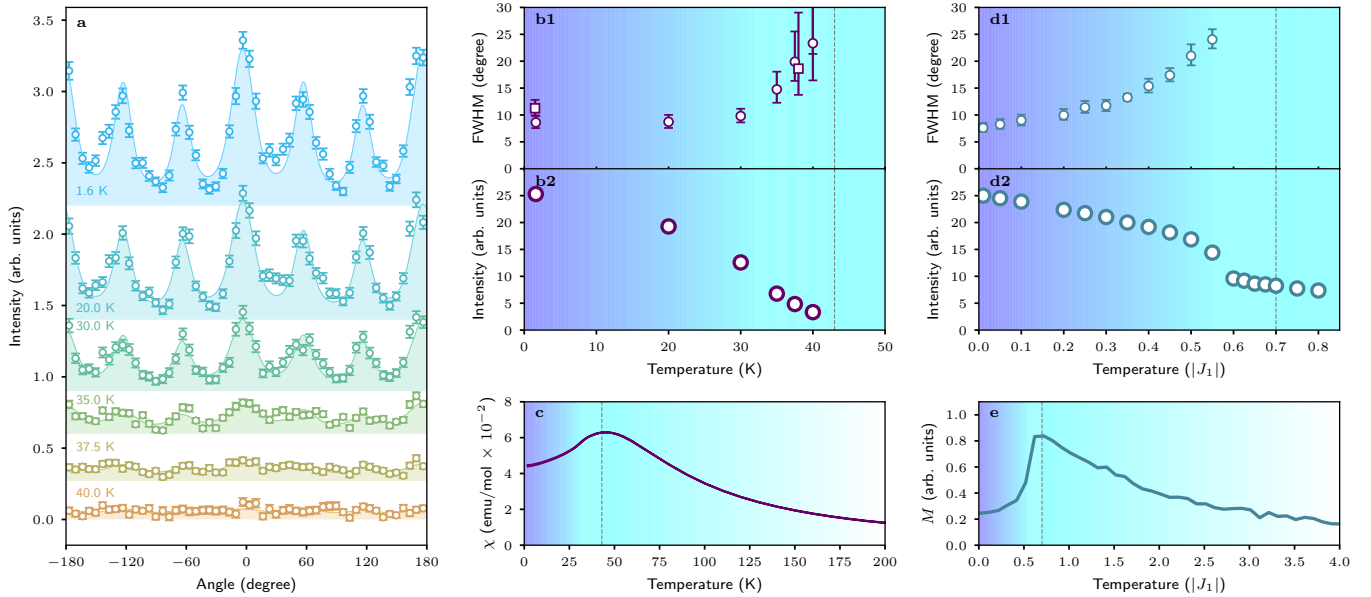 a
3.5
3.0
2.5
2.0
1.5
1.0
0.5
0.0
Intensity (arb. units)
1.6 K
20.0 K
30.0 K
35.0 K
37.5 K
40.0 K
−180 −120 −60 0 60 120 180
Angle (degree)
b1
30
25
20
15
10
5
0
FWHM (degree)
b2
25
20
15
10
5
0
Intensity (arb. units)
0 10 20 30 40 50
Temperature (K)
c
8
6
4
2
0
χ (emu/mol × 10−2)
0 25 50 75 100 125 150 175 200
Temperature (K)
d1
30
25
20
15
10
5
0
FWHM (degree)
d2
25
20
15
10
5
0
Intensity (arb. units)
0.0 0.1 0.2 0.3 0.4 0.5 0.6 0.7 0.8
Temperature (|J1|)
e
1.0
0.8
0.6
0.4
0.2
0.0
M (arb. units)
0.0 0.5 1.0 1.5 2.0 2.5 3.0 3.5 4.0
Temperature (|J1|)